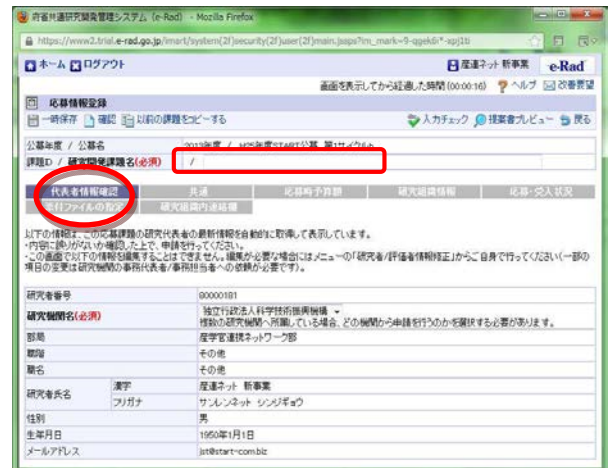 府省共通研究開発管理システム (e-Rad) - Mozilla Firefox
ホーム ログアウト
産連ネット 新事業 e-Rad
画面を表示してから経過した時間 (00:00:16) ? ヘルプ 改善要望
応募情報登録
一時保存 確認 以前の課題をコピーする 入力チェック 提案書プレビュー 戻る
公募年度 / 公募名 2013年度 / H25年度START公募 第1サイクル
課題ID / 研究開発課題名(必須) /
代表者情報確認 共通 応募時予算額 研究組織情報 応募・受入状況
添付ファイルの指定 研究組織内連絡欄
以下の情報は、この応募課題の研究代表者の最新情報を自動的に取得して表示しています。
・内容に誤りがないか確認した上で、申請を行ってください。
・この画面で以下の情報を編集することはできません。編集が必要な場合にはメニューの「研究者/評価者情報修正」からご自身で行ってください(一部の
項目の変更は研究機関の事務代表者/事務担当者への依頼が必要です)。
研究者番号 00000101
研究機関名(必須) 独立行政法人科学技術振興機構
複数の研究機関へ所属している場合、どの機関から申請を行うのかを選択する必要があります。
部局 産学官連携ネットワーク部
職階 その他
職名 その他
研究者氏名 漢字 産連ネット 新事業
フリガナ サンレンネット シンジギョウ
性別 男
生年月日 1950年1月1日
メールアドレス jst@start-com.biz